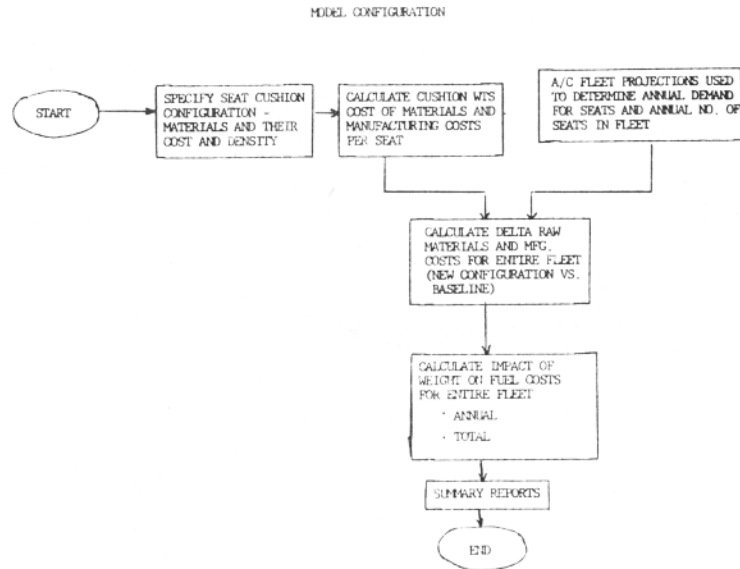 MODEL CONFIGURATION
START
SPECIFY SEAT CUSHION
CONFIGURATION -
MATERIALS AND THEIR
COST AND DENSITY
CALCULATE CUSHION WTS
COST OF MATERIALS AND
MANUFACTURING COSTS
PER SEAT
A/C FLEET PROJECTIONS USED
TO DETERMINE ANNUAL DEMAND
FOR SEATS AND ANNUAL NO. OF
SEATS IN FLEET
CALCULATE DELTA RAW
MATERIALS AND MFG.
COSTS FOR ENTIRE FLEET
(NEW CONFIGURATION VS.
BASELINE)
CALCULATE IMPACT OF
WEIGHT ON FUEL COSTS
FOR ENTIRE FLEET
· ANNUAL
· TOTAL
SUMMARY REPORTS
END